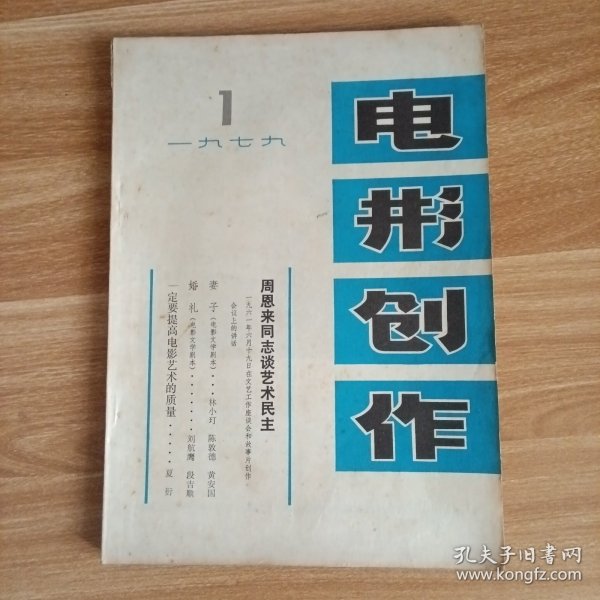 电
形
创
作
1
一九七九
周恩来同志谈艺术民主
一九六一年六月十九日在文艺工作座谈会和故事片创作
会议上的讲话
妻子(电影文学剧本)···林小玎 陈敦德 黄安国
婚礼(电影文学剧本)·······刘航鹰 段吉顺
一定要提高电影艺术的质量·····夏衍
孔夫子旧书网
www.kongfz.com